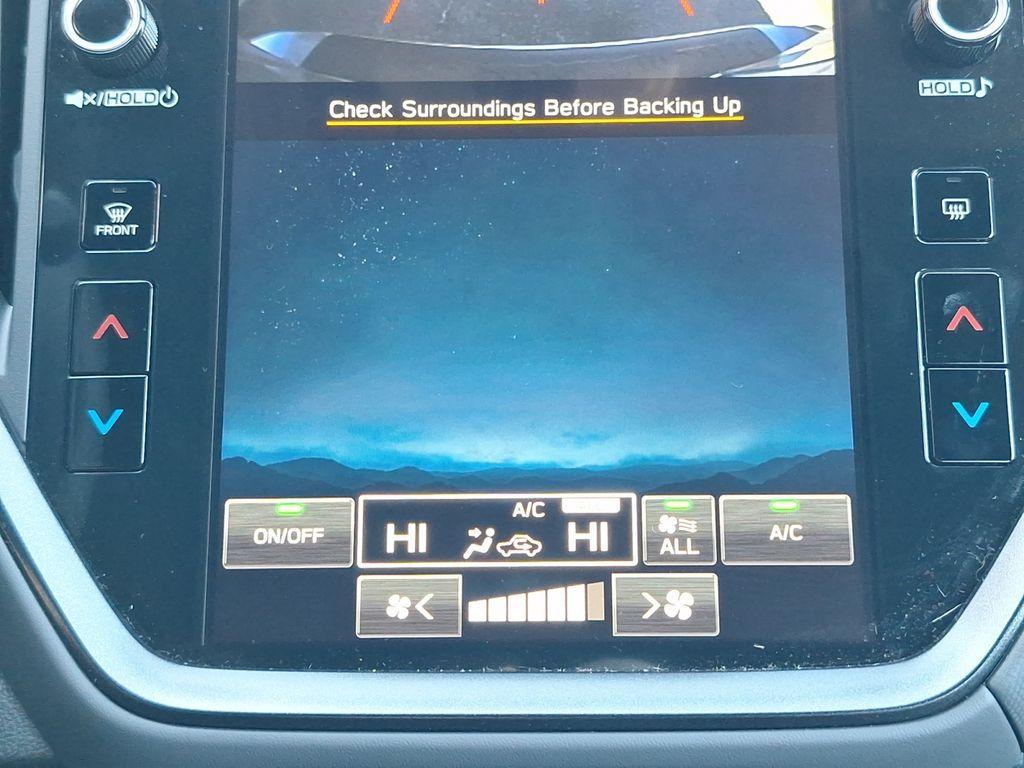 HOLD
HOLD
Check Surroundings Before Backing Up
FRONT
ON/OFF
A/C
HI
HI
ALL
A/C